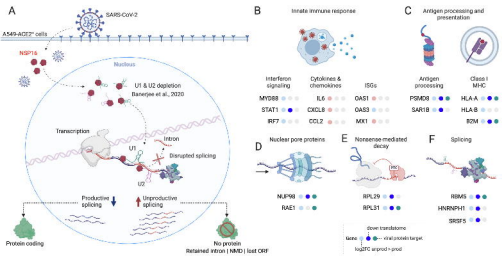 A
SARS-CoV-2
A549-ACE2⁺ cells
NSP16
Nucleus
U1 & U2 depletion
Banerjee et al., 2020
Transcription
Intron
U1
U2
Disrupted splicing
Productive
splicing
Unproductive
splicing
Protein coding
No protein
Retained intron | NMD | lost ORF
B
Innate immune response
Interferon
signaling
Cytokines &
chemokines
ISGs
MYD88
IL6
OAS1
STAT1
CXCL8
OAS3
IRF7
CCL2
MX1
C
Antigen processing and
presentation
Antigen
processing
Class I
MHC
PSMD8
HLA-A
SAR1B
HLA-B
B2M
D
Nuclear pore proteins
NUP98
RAE1
E
Nonsense-mediated
decay
RPL29
RPL31
F
Splicing
RBM5
HNRNPH1
SRSF5
down translatome
Gene
viral protein target
log2FC unprod > prod